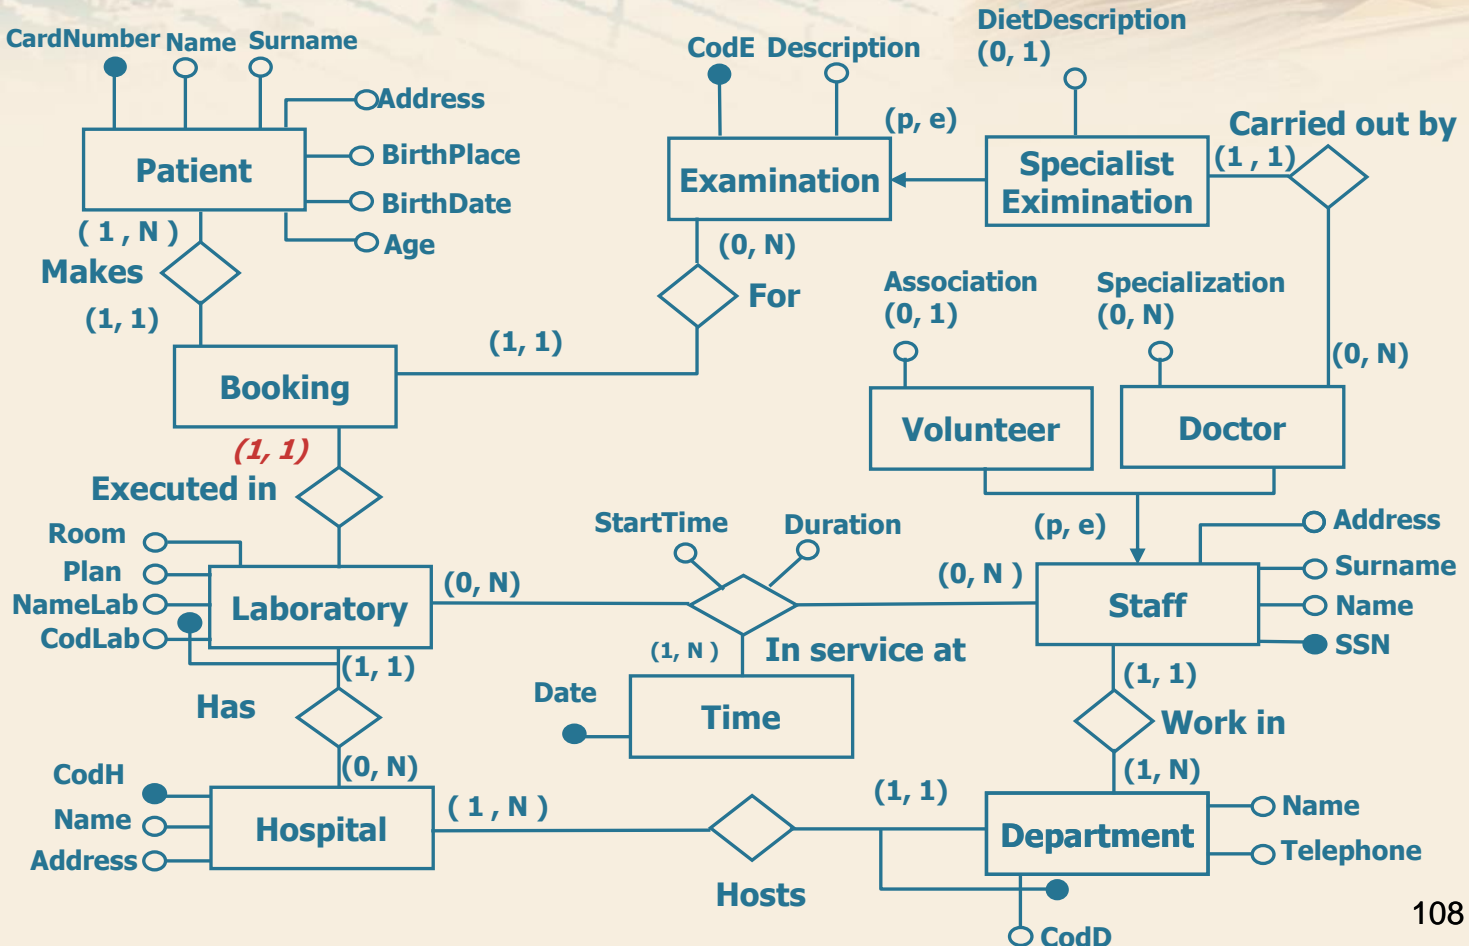 DietDescription
(0, 1)
CardNumber Name Surname
CodE Description
Address
(p, e)
Carried out by
Patient
BirthPlace
Examination
Specialist
Eximination
(1 , 1)
BirthDate
( 1 , N )
Age
(0, N)
Makes
Association
(0, 1)
Specialization
(0, N)
For
(1, 1)
(1, 1)
(0, N)
Booking
Volunteer
Doctor
(1, 1)
Executed in
Room
StartTime
Duration
(p, e)
Address
Plan
(0, N)
(0, N )
Surname
NameLab
Laboratory
Staff
Name
CodLab
SSN
(1, 1)
(1, N )
In service at
(1, 1)
Has
Date
Time
Work in
(0, N)
(1, N)
CodH
( 1 , N )
(1, 1)
Name
Name
Hospital
Department
Address
Telephone
Hosts
CodD
108